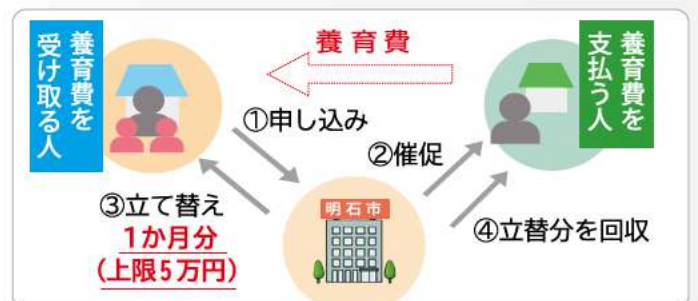 養育費を
受け取る人
養育費
養育費を
支払う人
①申し込み
②催促
③立て替え
1か月分
(上限5万円)
明石市
④立替分を回収